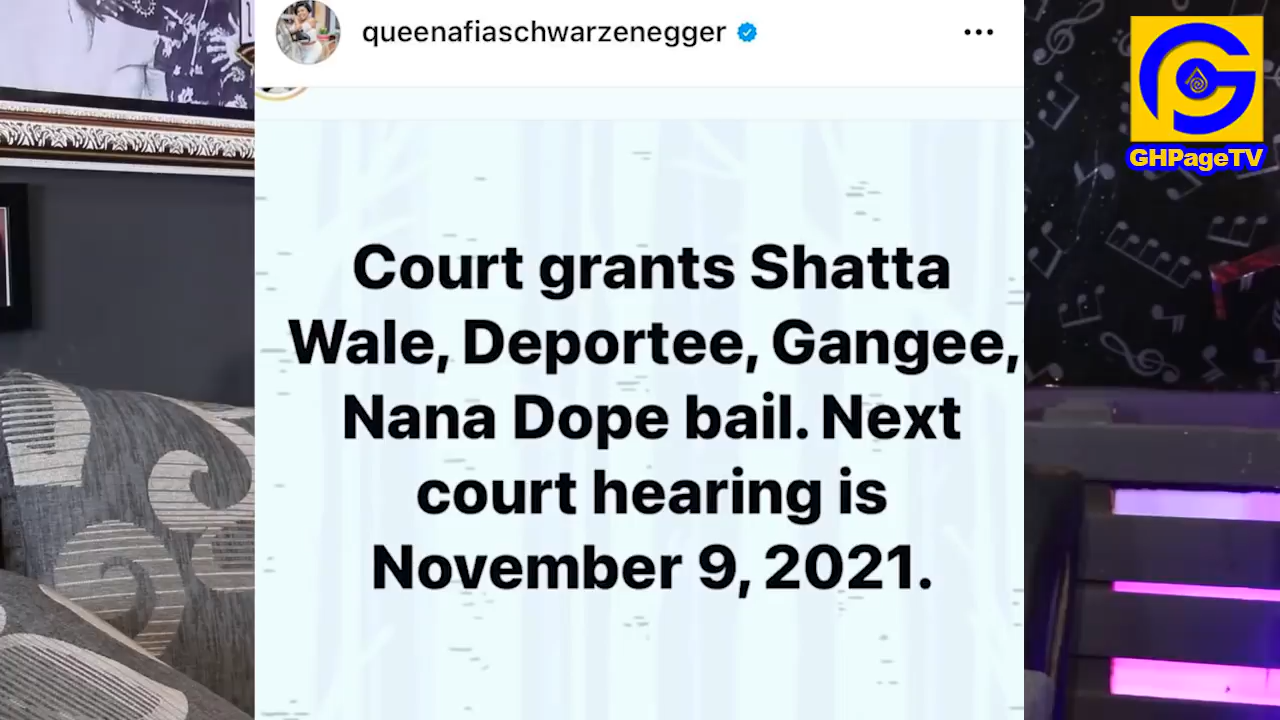 queenafiaschwarzenegger
GHPageTV
Court grants Shatta
Wale, Deportee, Gangee,
Nana Dope bail. Next
court hearing is
November 9, 2021.